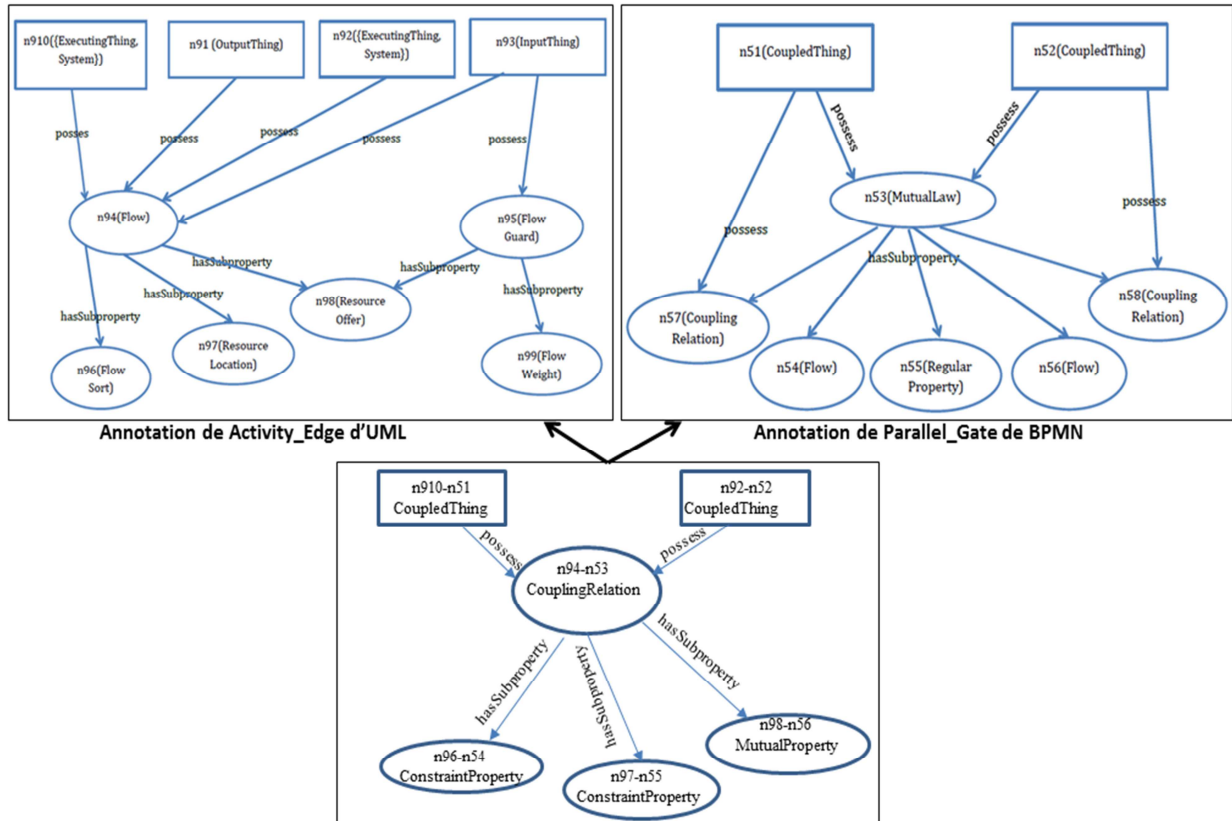 n910({ExecutingThing,
System})
n91 (OutputThing)
n92({ExecutingThing,
System})
n93(InputThing)
posses
possess
possess
possess
possess
n94(Flow)
n95(Flow
Guard)
hasSubproperty
hasSubproperty
hasSubproperty
hasSubproperty
hasSubproperty
n98(Resource
Offer)
n97(Resource
Location)
n96(Flow
Sort)
n99(Flow
Weight)
Annotation de Activity_Edge d'UML
n51(CoupledThing)
n52(CoupledThing)
possess
possess
possess
possess
n53(MutualLaw)
hasSubproperty
n57(Coupling
Relation)
n58(Coupling
Relation)
n54(Flow)
n55(Regular
Property)
n56(Flow)
Annotation de Parallel_Gate de BPMN
n910-n51
CoupledThing
n92-n52
CoupledThing
possess
possess
n94-n53
CouplingRelation
hasSubproperty
hasSubproperty
hasSubproperty
n98-n56
MutualProperty
n96-n54
ConstraintProperty
n97-n55
ConstraintProperty